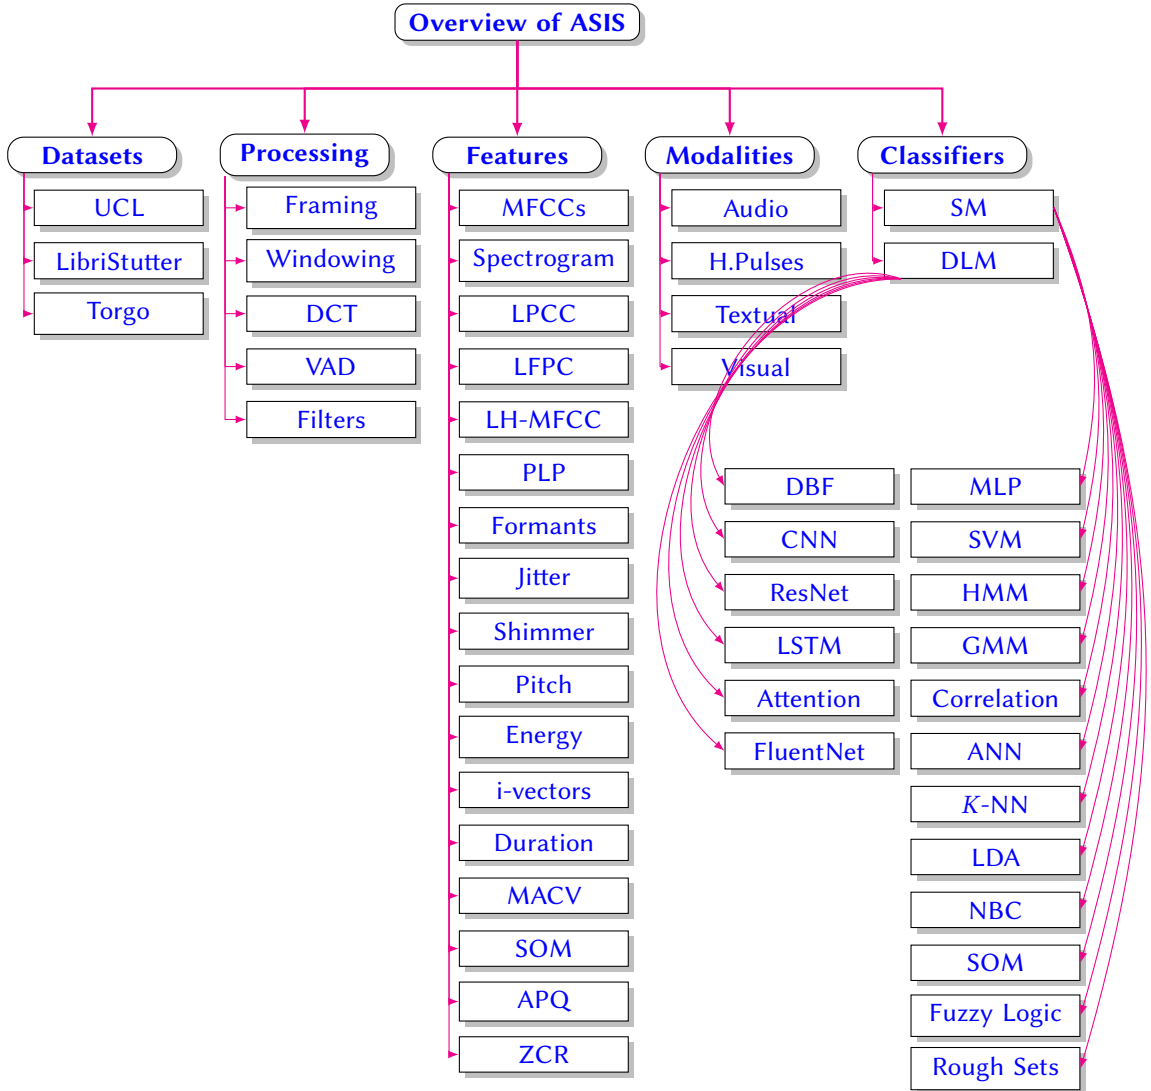 Overview of ASIS
Datasets
UCL
LibriStutter
Torgo
Processing
Framing
Windowing
DCT
VAD
Filters
Features
MFCCs
Spectrogram
LPCC
LFPC
LH-MFCC
PLP
Formants
Jitter
Shimmer
Pitch
Energy
i-vectors
Duration
MACV
SOM
APQ
ZCR
Modalities
Audio
H.Pulses
Textual
Visual
Classifiers
SM
DLM
DBF
CNN
ResNet
LSTM
Attention
FluentNet
MLP
SVM
HMM
GMM
Correlation
ANN
K-NN
LDA
NBC
SOM
Fuzzy Logic
Rough Sets